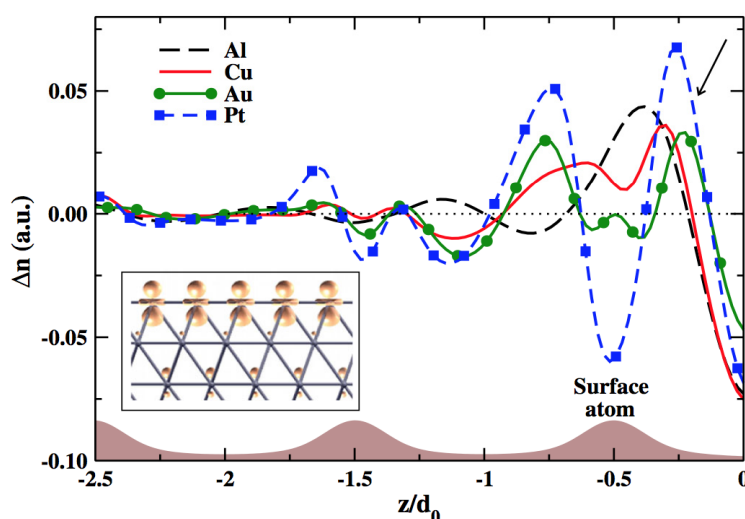 Al
Cu
Au
Pt
0.05
0.00
-0.05
-0.10
Δn (a.u.)
Surface
atom
-2.5 -2 -1.5 -1 -0.5 0
z/d₀